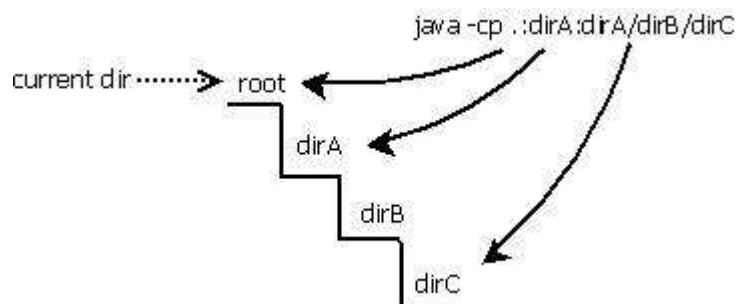 java -cp .:dirA:dirA/dirB/dirC
current dir
root
dirA
dirB
dirC